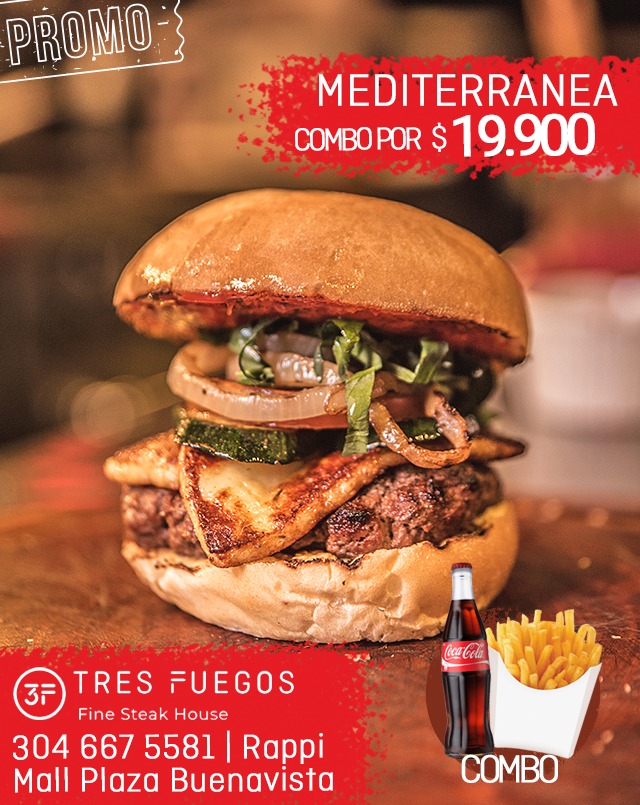 PROMO
MEDITERRANEA
COMBO POR $ 19.900
Coca-Cola
3F TRES FUEGOS
Fine Steak House
304 667 5581 | Rappi
Mall Plaza Buenavista
COMBO